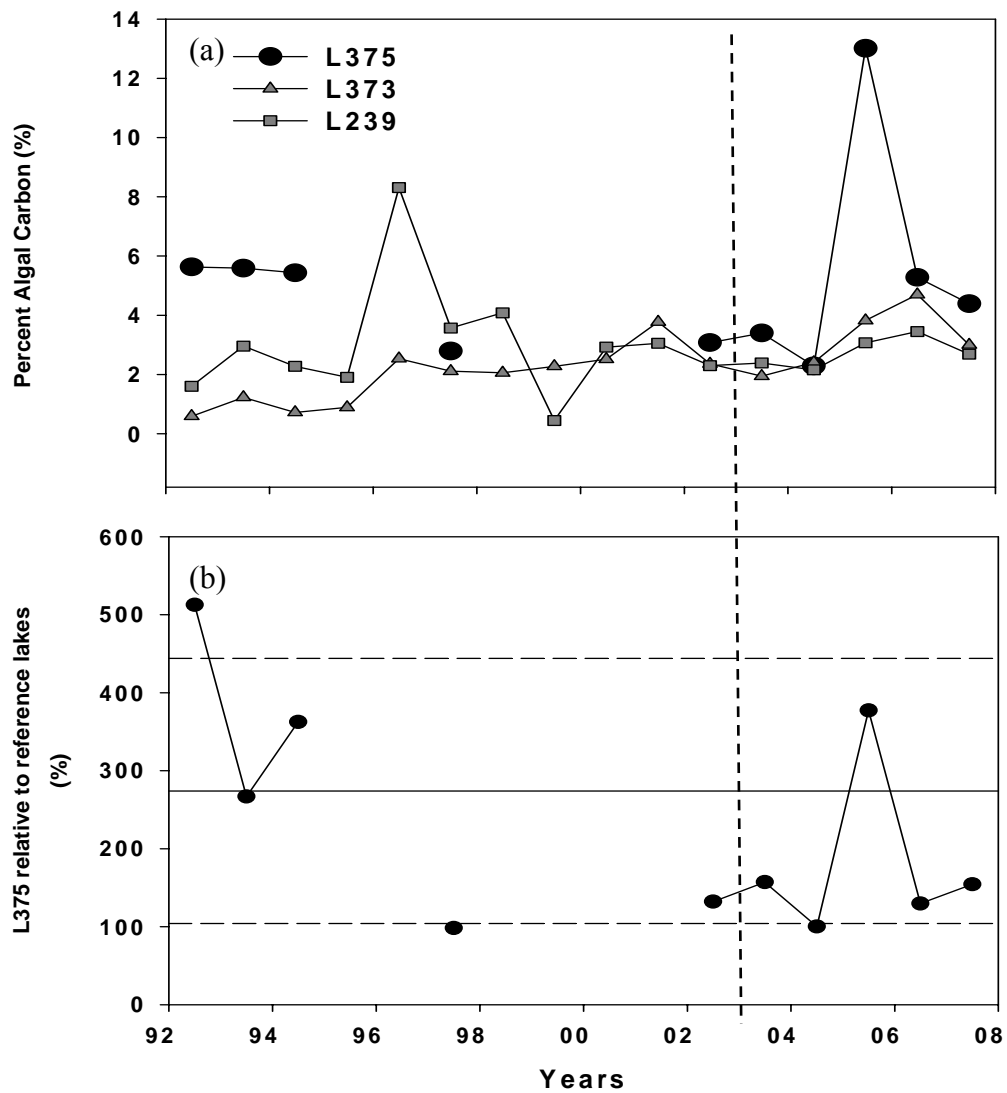 14
12
10
8
6
4
2
0
Percent Algal Carbon (%)
(a)
L375
L373
L239
600
500
400
300
200
100
0
L375 relative to reference lakes
(%)
(b)
92 94 96 98 00 02 04 06 08
Years